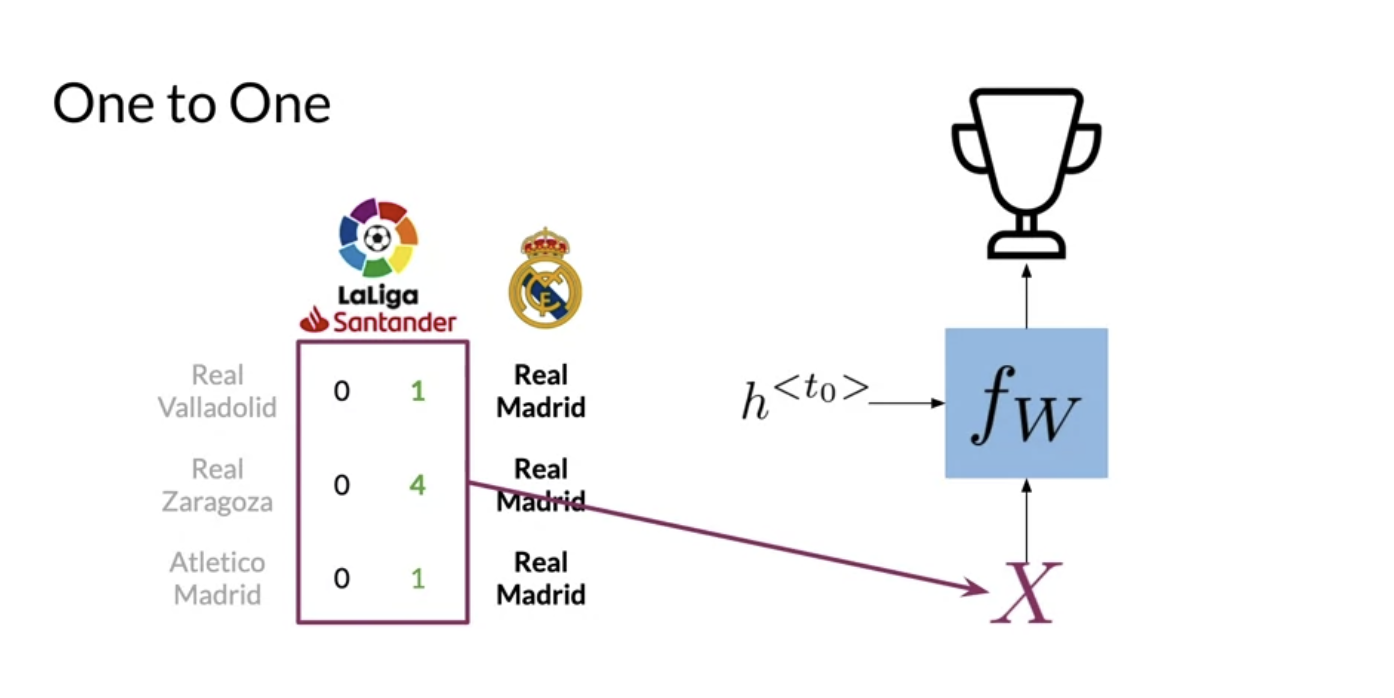 One to One
LaLiga
Santander
Real
Valladolid
0 1
Real
Madrid
Real
Zaragoza
0 4
Real
Madrid
Atletico
Madrid
0 1
Real
Madrid
h^{<t_0>}
f_W
X